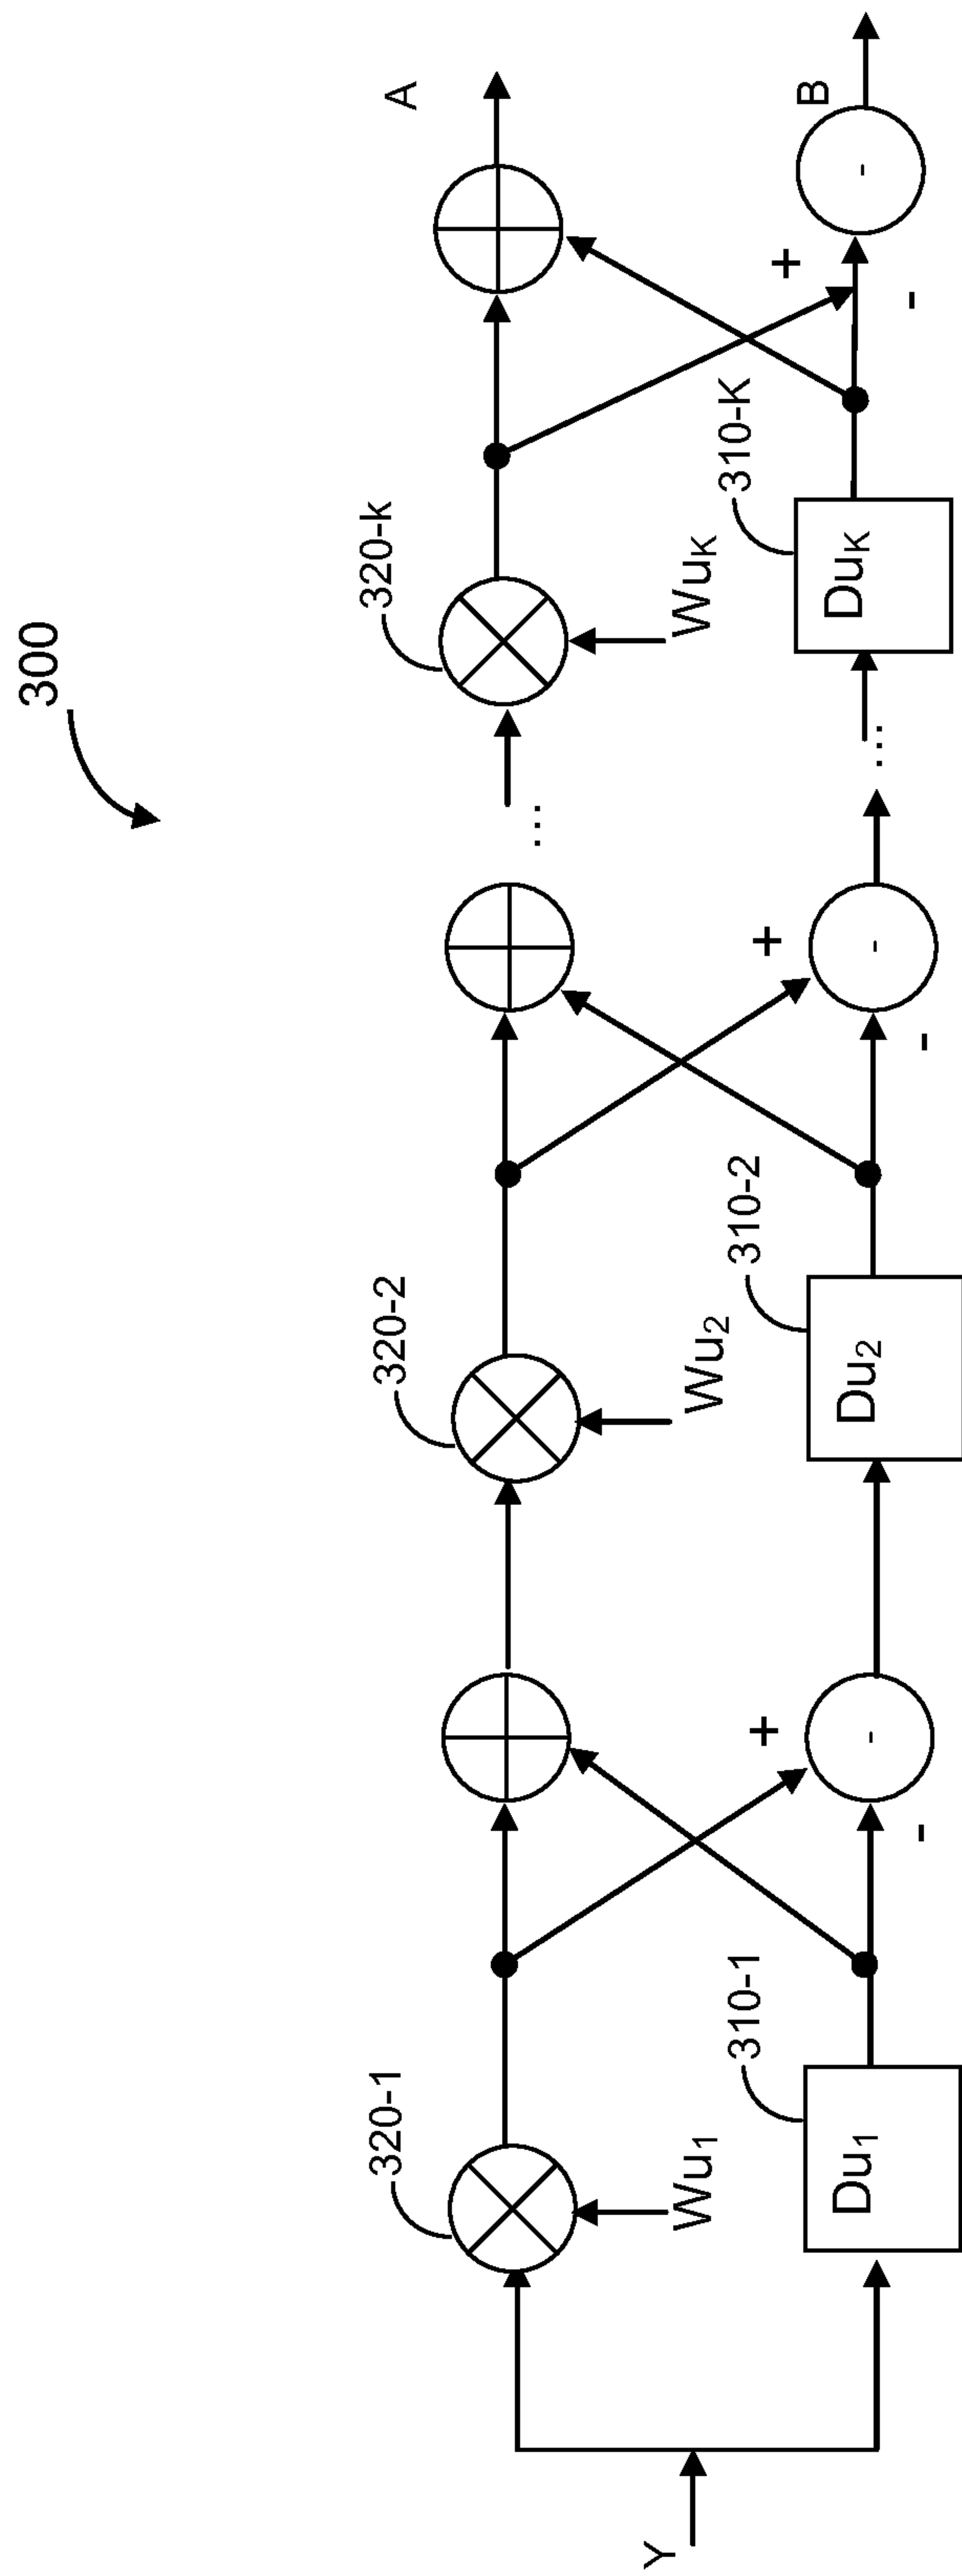 300
320-1
320-2
320-k
A
Wu1
Wu2
WuK
...
310-1
310-2
310-K
+
+
+
B
Y
Du1
Du2
DuK
-
-
-
...
-
-
-